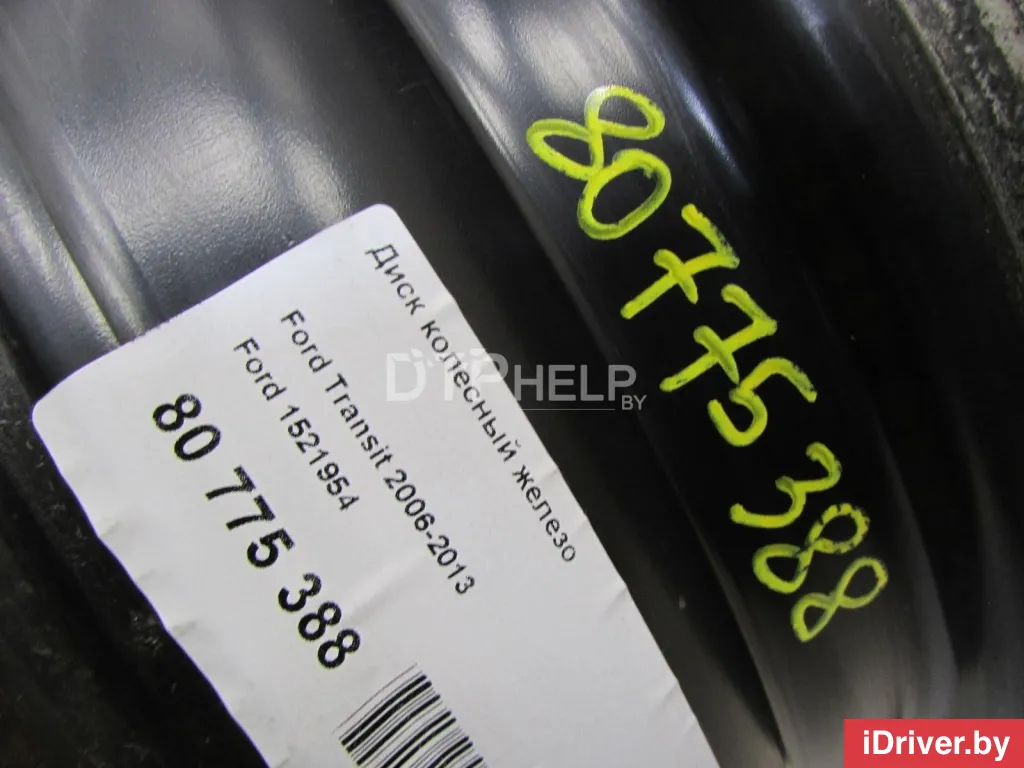 Диск колесный железо
Ford Transit 2006-2013
Ford 1521954
80 775 388
80775388
DTPHELP.BY
iDriver.by